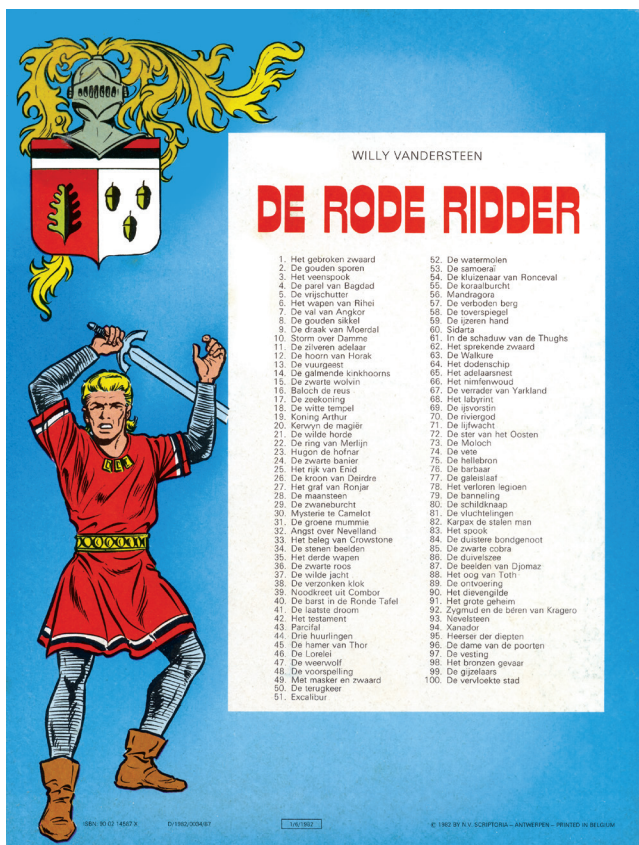 WILLY VANDERSTEEN
DE RODE RIDDER
1. Het gebroken zwaard
2. De gouden sporen
3. Het veenspook
4. De parel van Bagdad
5. De vrijschutter
6. Het wapen van Rihei
7. De val van Angkor
8. De gouden sikkel
9. De draak van Moerdal
10. Storm over Damme
11. De zilveren adelaar
12. De hoorn van Horak
13. De vuurgeest
14. De galmende kinkhoorns
15. De zwarte wolvin
16. Baloch de reus
17. De zeekoning
18. De witte tempel
19. Koning Arthur
20. Kerwyn de magiër
21. De wilde horde
22. De ring van Merlijn
23. Hugon de hofnar
24. De zwarte banier
25. Het rijk van Enid
26. De kroon van Deirdre
27. Het graf van Ronjar
28. De maansteen
29. De zwaneburcht
30. Mysterie te Camelot
31. De groene mummie
32. Angst over Nevelland
33. Het beleg van Crowstone
34. De stenen beelden
35. Het derde wapen
36. De zwarte roos
37. De wilde jacht
38. De verzonken klok
39. Noodkreet uit Combor
40. De barst in de Ronde Tafel
41. De laatste droom
42. Het testament
43. Parcifal
44. Drie huurlingen
45. De hamer van Thor
46. De Lorelei
47. De weerwolf
48. De voorspelling
49. Met masker en zwaard
50. De terugkeer
51. Excalibur
52. De watermolen
53. De samoeraï
54. De kluizenaar van Ronceval
55. De koraalburcht
56. Mandragora
57. De verboden berg
58. De toverspiegel
59. De ijzeren hand
60. Sidarta
61. In de schaduw van de Thughs
62. Het sprekende zwaard
63. De Walkure
64. Het dodenschip
65. Het adelaarsnest
66. Het nimfenwoud
67. De verrader van Yarkland
68. Het labyrint
69. De ijsvorstin
70. De riviergod
71. De lijfwacht
72. De ster van het Oosten
73. De Moloch
74. De vete
75. De hellebron
76. De barbaar
77. De galeislaaf
78. Het verloren legioen
79. De banneling
80. De schildknaap
81. De vluchtelingen
82. Karpax de stalen man
83. Het spook
84. De duistere bondgenoot
85. De zwarte cobra
86. De duivelszee
87. De beelden van Djomaz
88. Het oog van Toth
89. De ontvoering
90. Het dievengilde
91. Het grote geheim
92. Zygmud en de béren van Kragero
93. Nevelsteen
94. Xanador
95. Heerser der diepten
96. De dame van de poorten
97. De vesting
98. Het bronzen gevaar
99. De gijzelaars
100. De vervloekte stad
ISBN: 90 02 14567 X D/1982/0034/67 1/6/1982 © 1982 BY N.V. SCRIPTORIA – ANTWERPEN – PRINTED IN BELGIUM